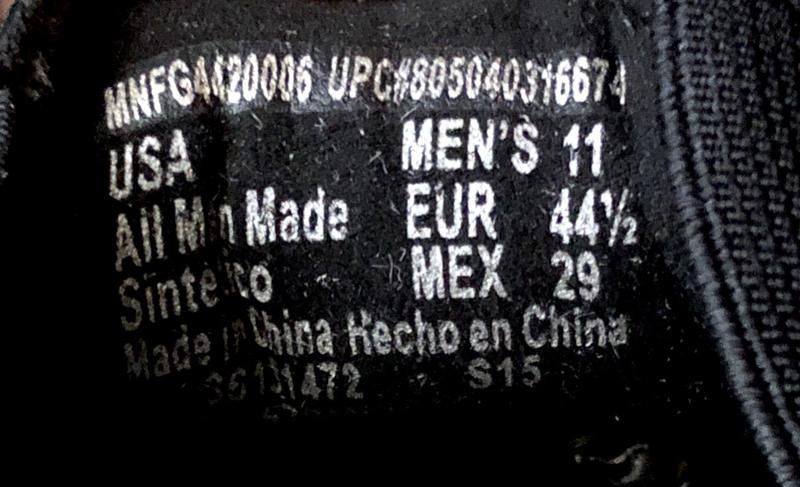 MNFG4420006 UPC#805040316674
USA MEN'S 11
All Man Made EUR 44½
Sintetico MEX 29
Made in China Hecho en China
S15